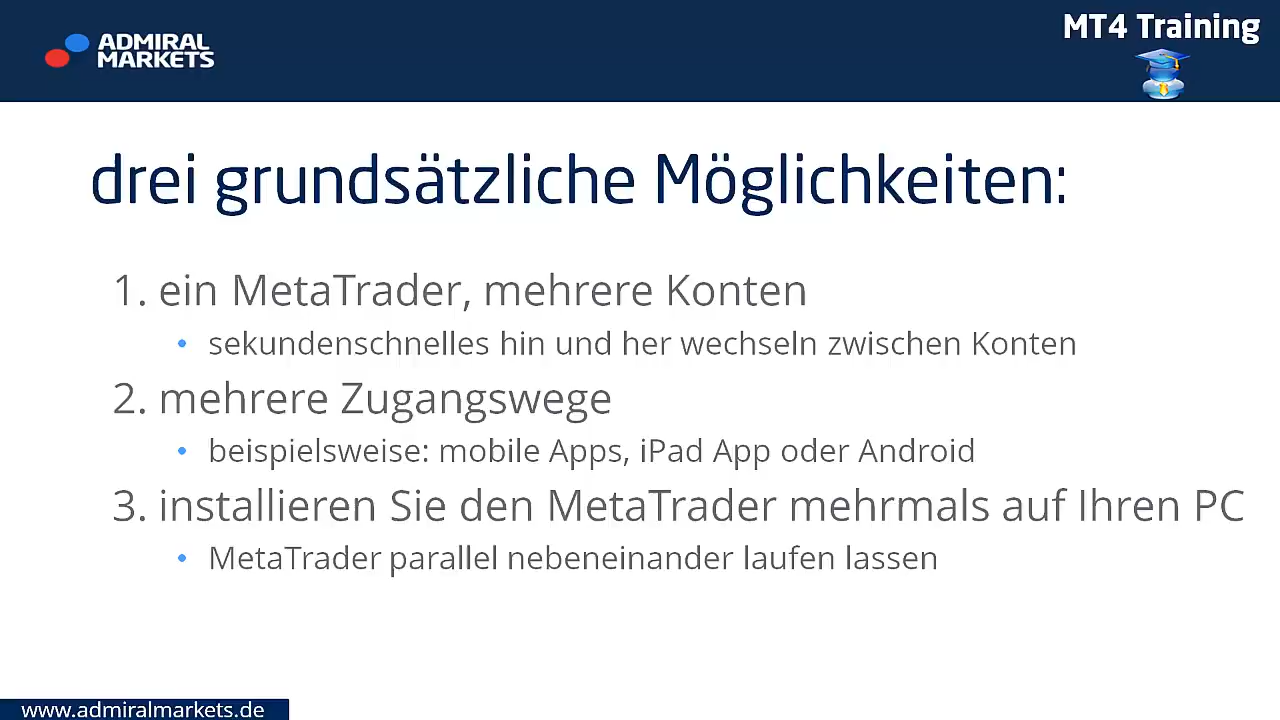 ADMIRAL
MARKETS
MT4 Training
drei grundsätzliche Möglichkeiten:
1. ein MetaTrader, mehrere Konten
• sekundenschnelles hin und her wechseln zwischen Konten
2. mehrere Zugangswege
• beispielsweise: mobile Apps, iPad App oder Android
3. installieren Sie den MetaTrader mehrmals auf Ihren PC
• MetaTrader parallel nebeneinander laufen lassen
www.admiralmarkets.de